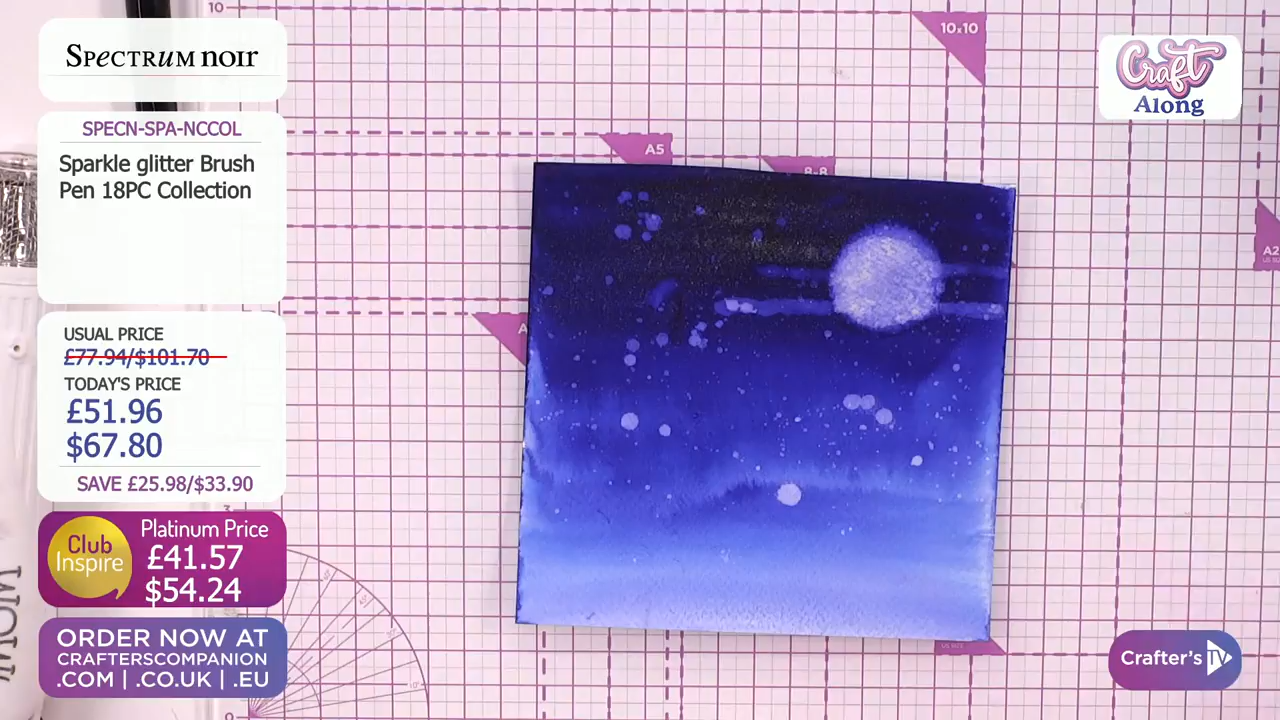 SPECTRUM NOIR
SPECN-SPA-NCCOL
Sparkle glitter Brush
Pen 18PC Collection
USUAL PRICE
£77.94/$101.70
TODAY'S PRICE
£51.96
$67.80
SAVE £25.98/$33.90
Club
Inspire
Platinum Price
£41.57
$54.24
ORDER NOW AT
CRAFTERSCOMPANION
.COM | .CO.UK | .EU
Craft
Along
10
10x10
A5
8-8
A2
Crafter's TV